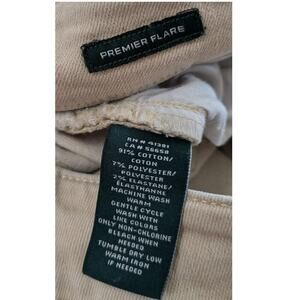 PREMIER FLARE
RN # 41381
CA # 56658
91% COTTON/
COTON
7% POLYESTER/
POLYESTER
2% ELASTANE/
ÉLASTHANNE
MACHINE WASH
WARM
GENTLE CYCLE
WASH WITH
LIKE COLORS
ONLY NON-CHLORINE
BLEACH WHEN
NEEDED
TUMBLE DRY LOW
WARM IRON
IF NEEDED